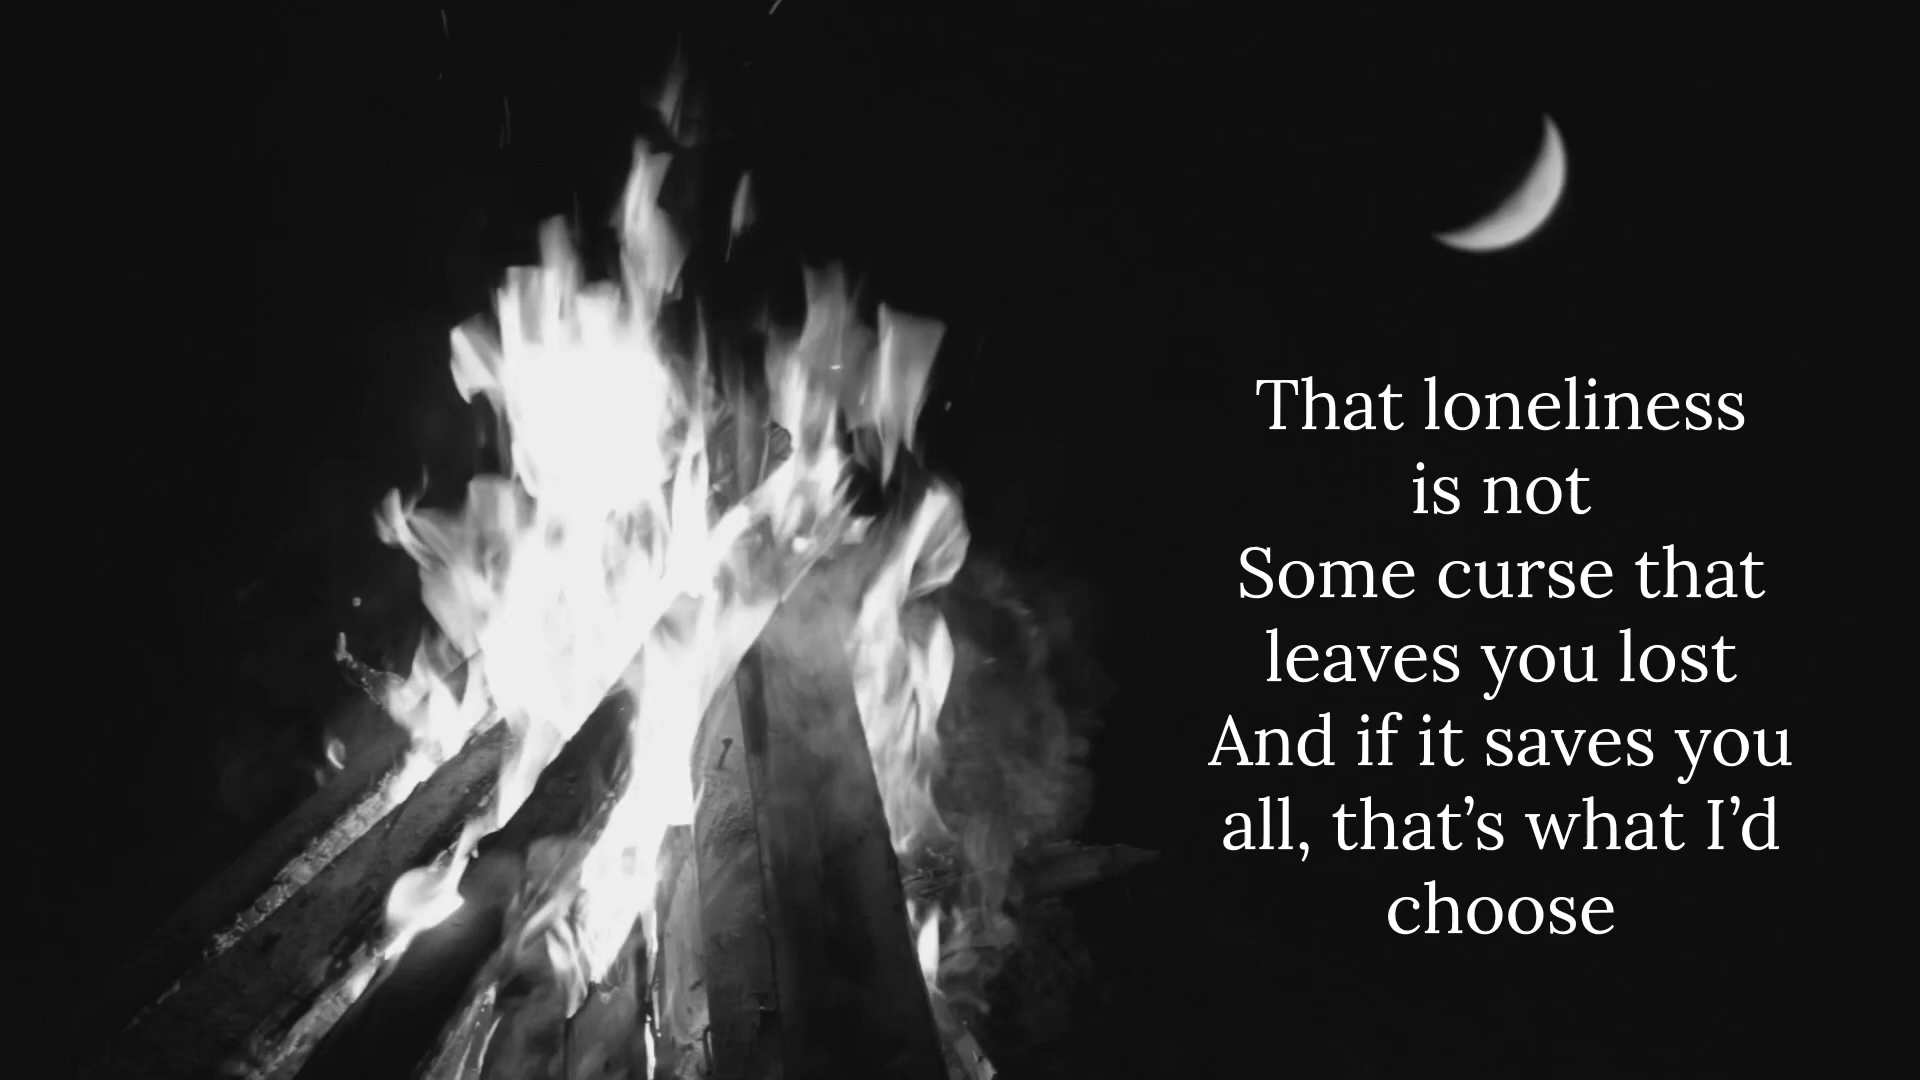 That loneliness
is not
Some curse that
leaves you lost
And if it saves you
all, that’s what I’d
choose